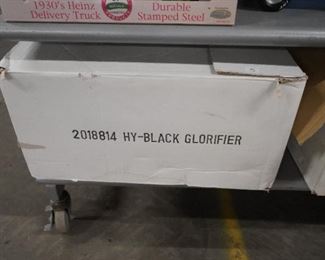 1930's Heinz
Delivery Truck
Durable
Stamped Steel
2018814 HY-BLACK GLORIFIER